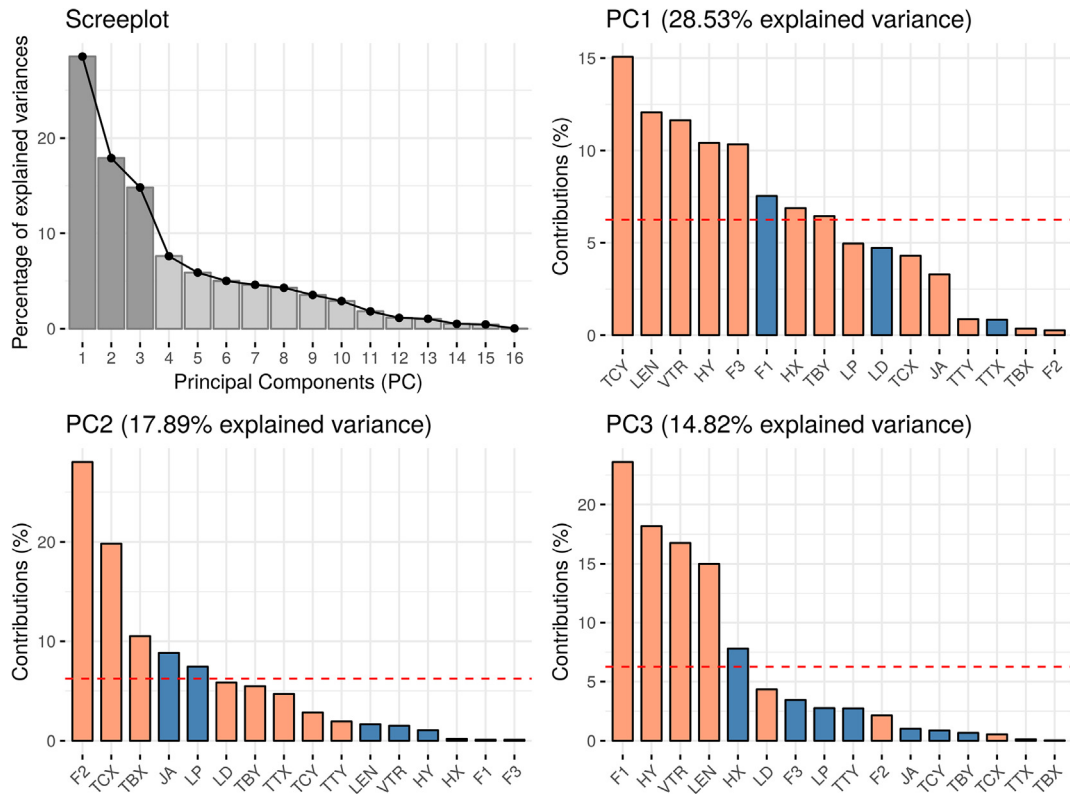 Screeplot
Percentage of explained variances
20
10
0
1 2 3 4 5 6 7 8 9 10 11 12 13 14 15 16
Principal Components (PC)
PC1 (28.53% explained variance)
Contributions (%)
15
10
5
0
TCY LEN VTR HY F3 F1 HX TBY LP LD TCX JA TTY TTX TBX F2
PC2 (17.89% explained variance)
Contributions (%)
20
10
0
F2 TCX TBX JA LP LD TBY TTX TCY TTY LEN VTR HY HX F1 F3
PC3 (14.82% explained variance)
Contributions (%)
20
15
10
5
0
F1 HY VTR LEN HX LD F3 LP TTY F2 JA TCY TBY TCX TTX TBX